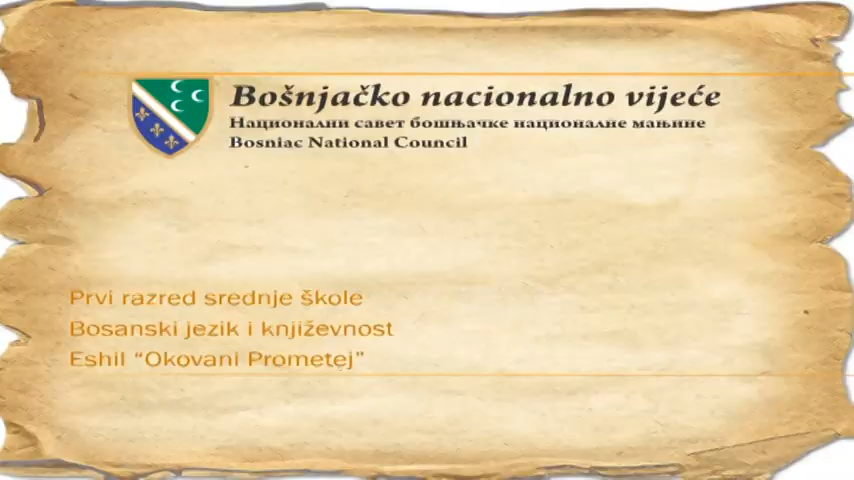 Bošnjačko nacionalno vijeće
Национални савет бошњачке националне мањине
Bosniac National Council
Prvi razred srednje škole
Bosanski jezik i književnost
Eshil “Okovani Prometej”